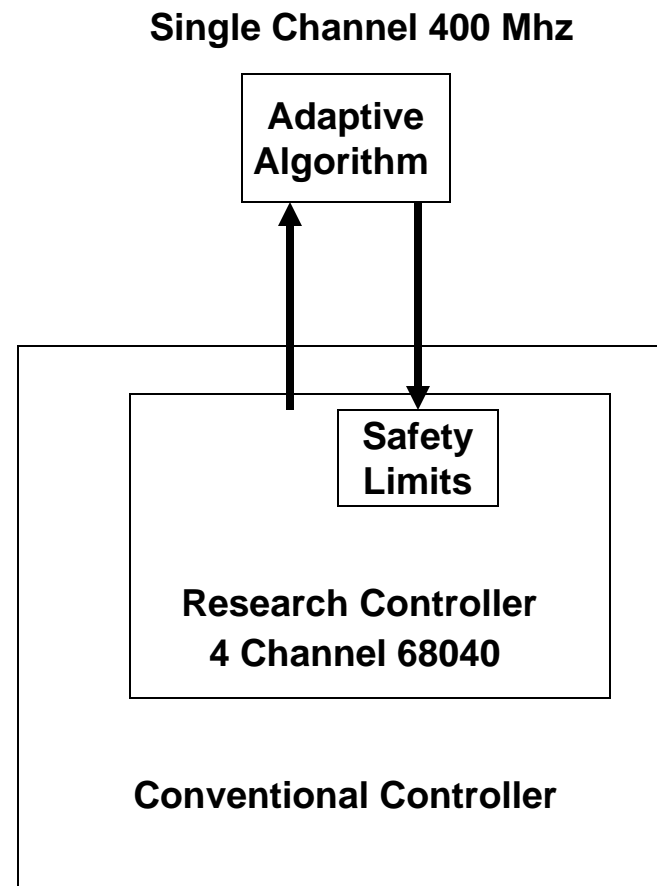 Single Channel 400 Mhz
Adaptive
Algorithm
Safety
Limits
Research Controller
4 Channel 68040
Conventional Controller